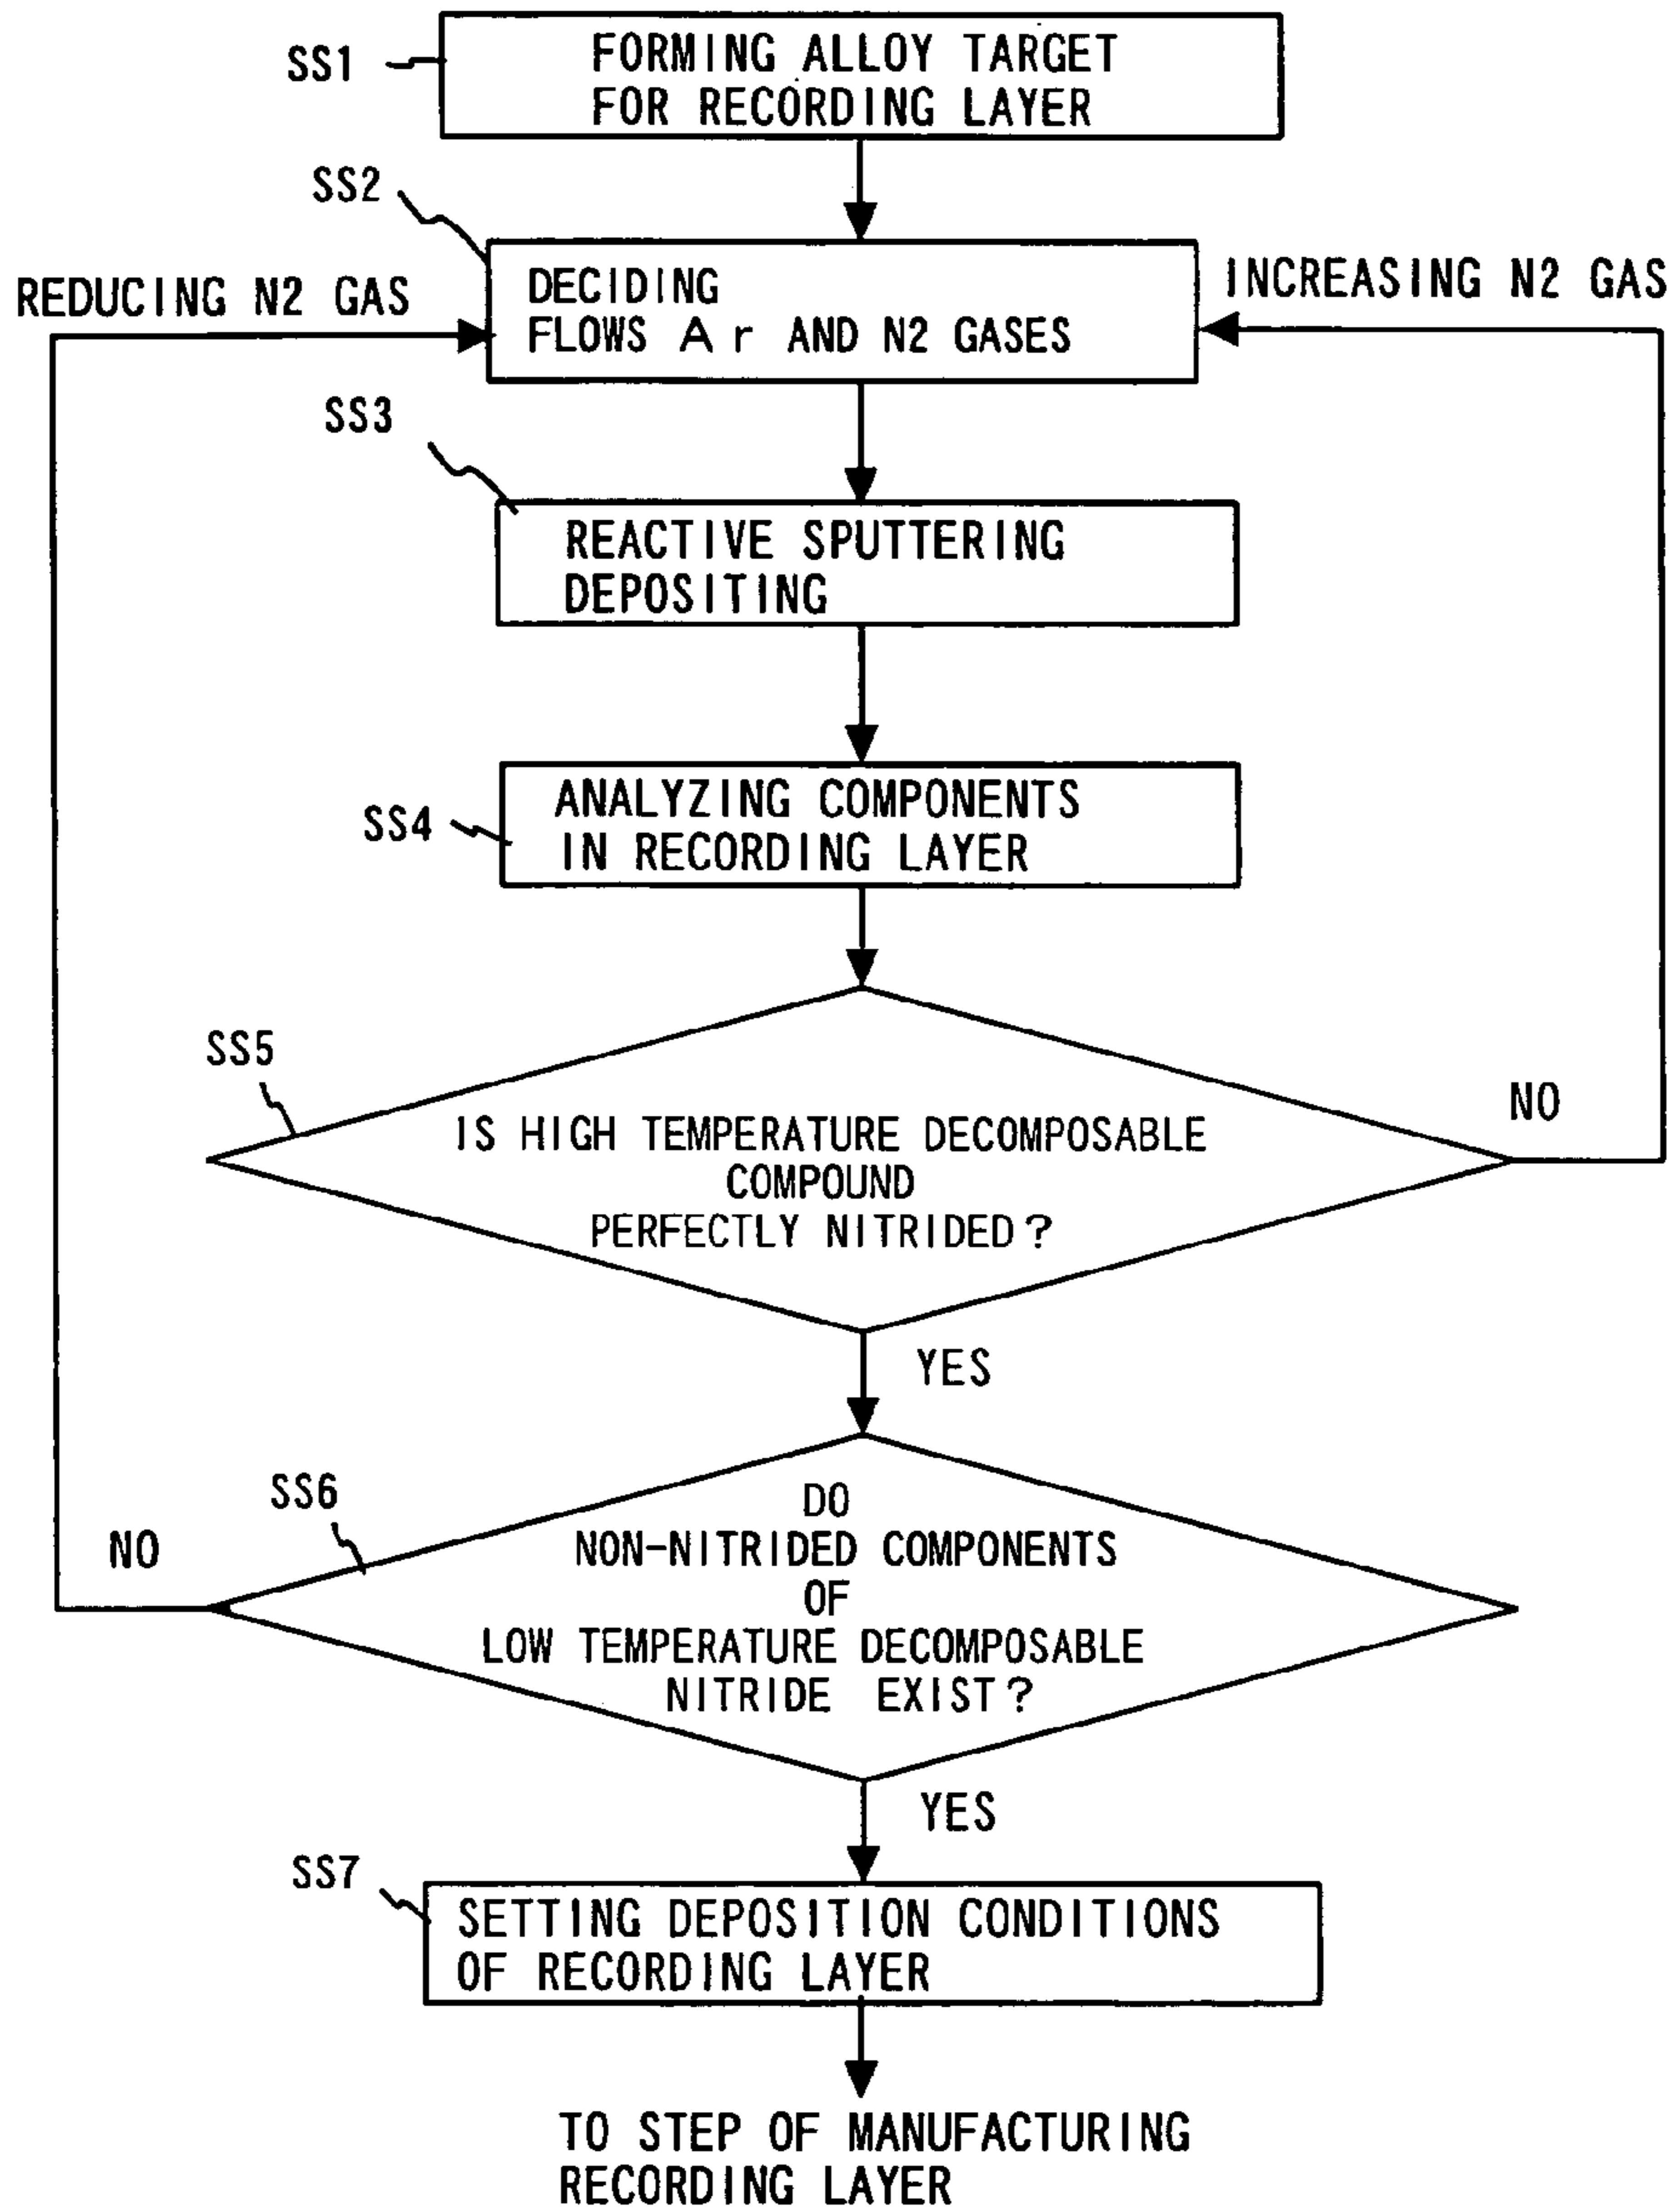 SS1
FORMING ALLOY TARGET
FOR RECORDING LAYER
SS2
REDUCING N2 GAS
DECIDING
FLOWS Ar AND N2 GASES
INCREASING N2 GAS
SS3
REACTIVE SPUTTERING
DEPOSITING
SS4
ANALYZING COMPONENTS
IN RECORDING LAYER
SS5
IS HIGH TEMPERATURE DECOMPOSABLE
COMPOUND
PERFECTLY NITRIDED?
NO
YES
SS6
NO
DO
NON-NITRIDED COMPONENTS
OF
LOW TEMPERATURE DECOMPOSABLE
NITRIDE EXIST?
YES
SS7
SETTING DEPOSITION CONDITIONS
OF RECORDING LAYER
TO STEP OF MANUFACTURING
RECORDING LAYER